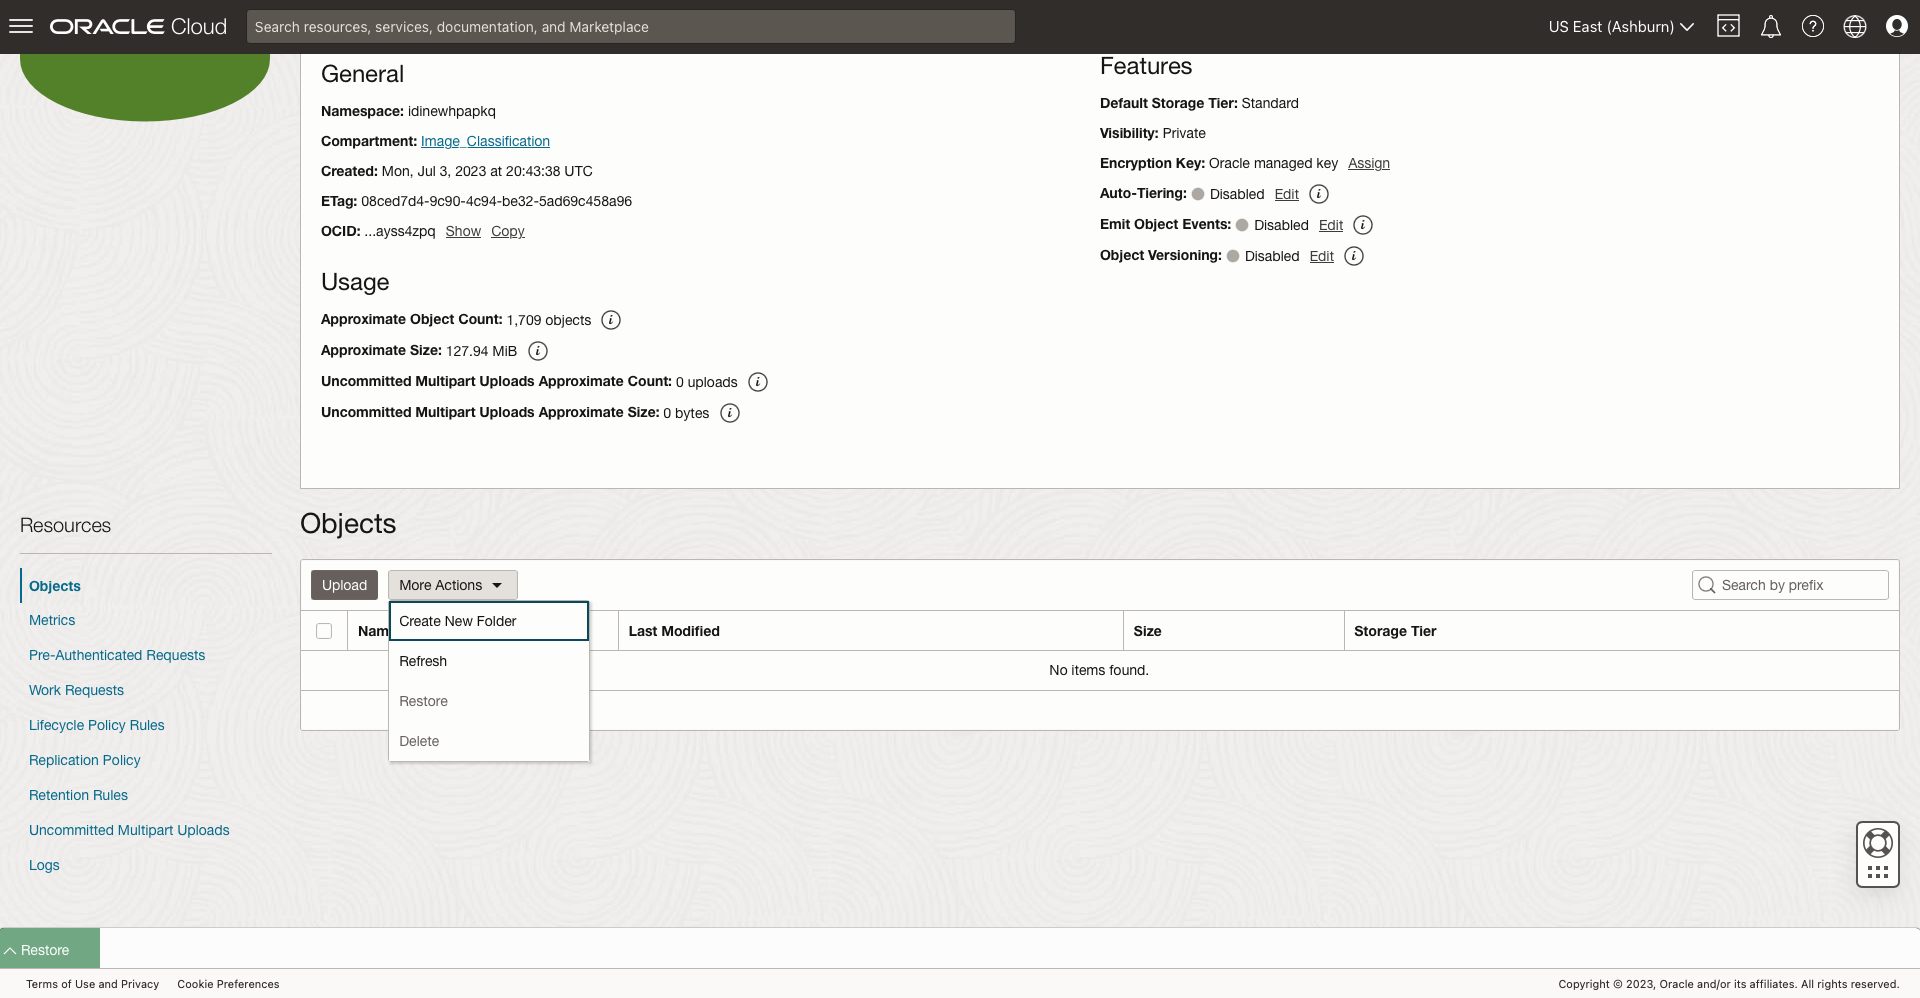 ORACLE Cloud
Search resources, services, documentation, and Marketplace
US East (Ashburn)
General
Namespace: idinewhpapkq
Compartment: Image_Classification
Created: Mon, Jul 3, 2023 at 20:43:38 UTC
ETag: 08ced7d4-9c90-4c94-be32-5ad69c458a96
OCID: ...ayss4zpq Show Copy
Usage
Approximate Object Count: 1,709 objects
Approximate Size: 127.94 MiB
Uncommitted Multipart Uploads Approximate Count: 0 uploads
Uncommitted Multipart Uploads Approximate Size: 0 bytes
Features
Default Storage Tier: Standard
Visibility: Private
Encryption Key: Oracle managed key Assign
Auto-Tiering: Disabled Edit
Emit Object Events: Disabled Edit
Object Versioning: Disabled Edit
Resources
Objects
Metrics
Pre-Authenticated Requests
Work Requests
Lifecycle Policy Rules
Replication Policy
Retention Rules
Uncommitted Multipart Uploads
Logs
Objects
Upload More Actions
Search by prefix
Nam Last Modified Size Storage Tier
No items found.
Create New Folder
Refresh
Restore
Delete
Restore
Terms of Use and Privacy Cookie Preferences
Copyright © 2023, Oracle and/or its affiliates. All rights reserved.